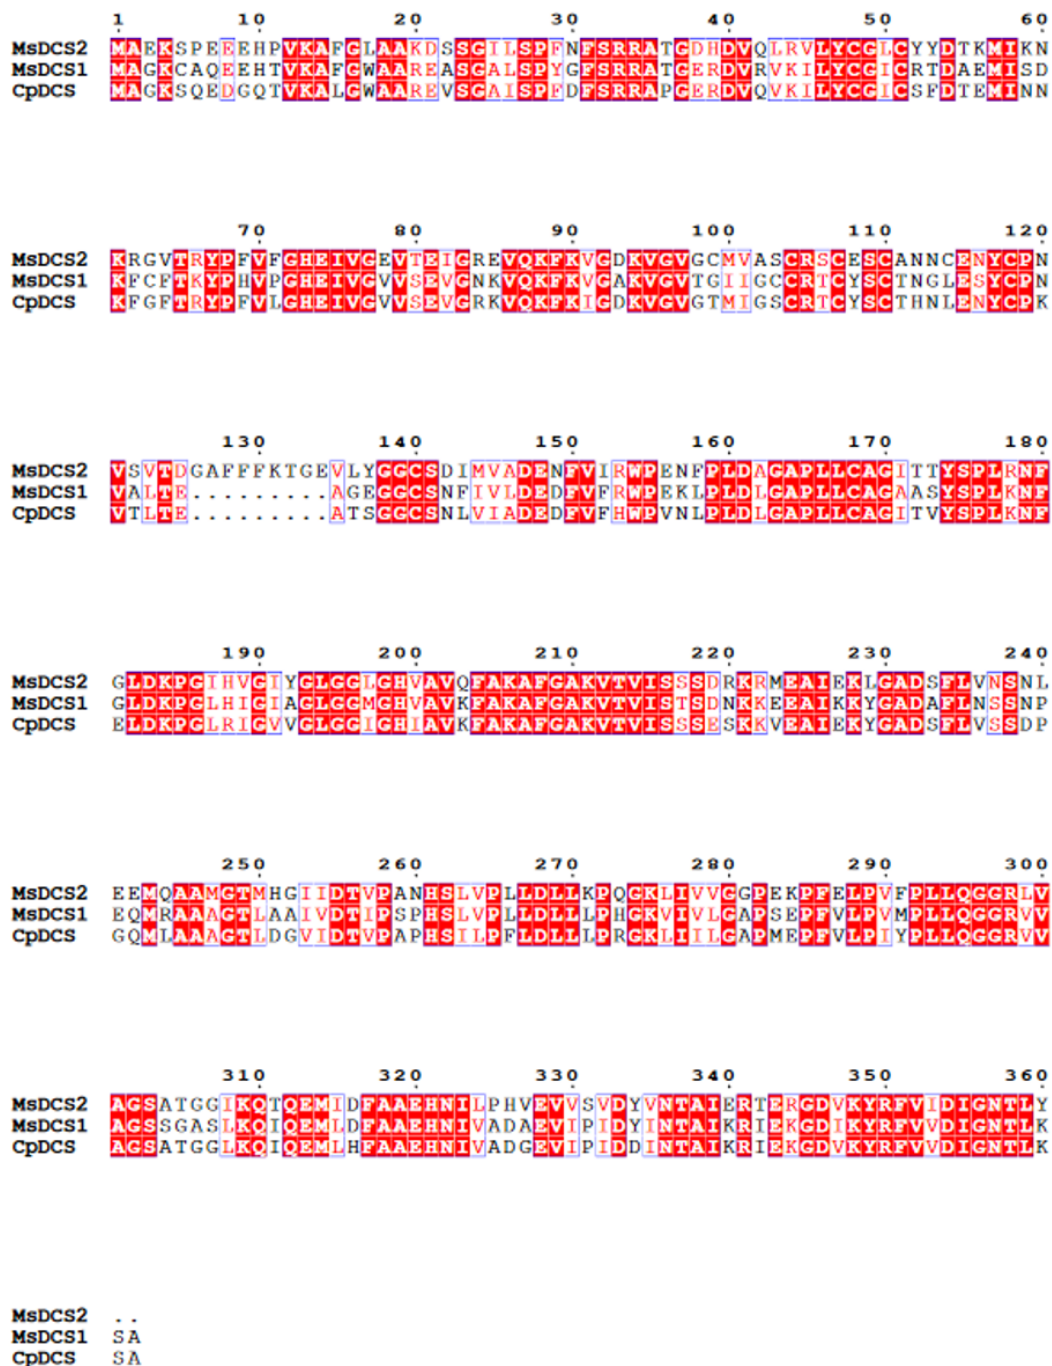 1 10 20 30 40 50 60
MsDCS2 MAEKSPEEEHPVKAFGLAAKDSSGILSPFNFSRRATGDHDVQLRVLYCGLCYYDTKMIKN
MsDCS1 MAGKCAQEEHTVKAFGWAAREASGALSPYGFSRRATGERDVRVKILYCGICRTDAEMISD
CpDCS MAGKSQEDGQTVKALGWAAREVSGAISPFDFSRRAPGERDVQVKILYCGICSFDTEMINN
70 80 90 100 110 120
MsDCS2 KRGVTRYPFVFGHEIVGEVTEIGREVQKFKVGDKVGVGCMVASCRSCESCANNCENYCPN
MsDCS1 KFCFTKYPHVPGHEIVGVVSEVGNKVQKFKVGAKVGVTGIIGCCRTCYSCTNGLESYCPN
CpDCS KFGFTRYPFVLGHEIVGVVSEVGRKVQKFKIGDKVGVGTMIGSCRTCYSCTHNLENYCPK
130 140 150 160 170 180
MsDCS2 VSVTDGAFFFKTGEVLYGGCSDIMVADENFVIRWPENFPLDAGAPLLCAGITTYSPLRNF
MsDCS1 VALTE.........AGEGGCSNFIVLDEDFVFRWPEKLPLDLGAPLLCAGAASYSPLKNF
CpDCS VTLTE.........ATSGGCSNLVIADEDFVFHWPVNLPLDLGAPLLCAGITVYSPLKNF
190 200 210 220 230 240
MsDCS2 GLDKPGIHVGIYGLGGLGHVAVQFAKAFGAKVTVISSSDRKRMEAIEKLGADSFLVNSNL
MsDCS1 GLDKPGLHIGIAGLGGMGHVAVKFAKAFGAKVTVISTSDNKKEEAIKKYGADAFLNSSNP
CpDCS ELDKPGLRIGVVGLGGIGHIAVKFAKAFGAKVTVISSSESKKVEAIEKYGADSFLVSSDP
250 260 270 280 290 300
MsDCS2 EEMQAAMGTMHGIIDTVPANHSLVPLLDLLKPQGKLIVVGGPEKPFELPVFPLLQGGRLV
MsDCS1 EQMRAAAGTLAAIVDTIPSPHSLVPLLDLLLPHGKVIVLGAPSEPFVLPVMPLLQGGRVV
CpDCS GQMLAAAGTLDGVIDTVPAPHSILPFLDLLLPRGKLIILGAPMEPFVLPIYPLLQGGRVV
310 320 330 340 350 360
MsDCS2 AGSATGGIKQTQEMIDFAAEHNILPHVEVVSVDYVNTAIERTERGDVKYRFVIDIGNTLY
MsDCS1 AGSSGASLKQIQEMLDFAAEHNIVADAEVIPIDYINTAIKRIEKGDIKYRFVVDIGNTLK
CpDCS AGSATGGLKQIQEMLHFAAEHNIVADGEVIPIDDINTAIKRIEKGDVKYRFVVDIGNTLK
MsDCS2 ..
MsDCS1 SA
CpDCS SA